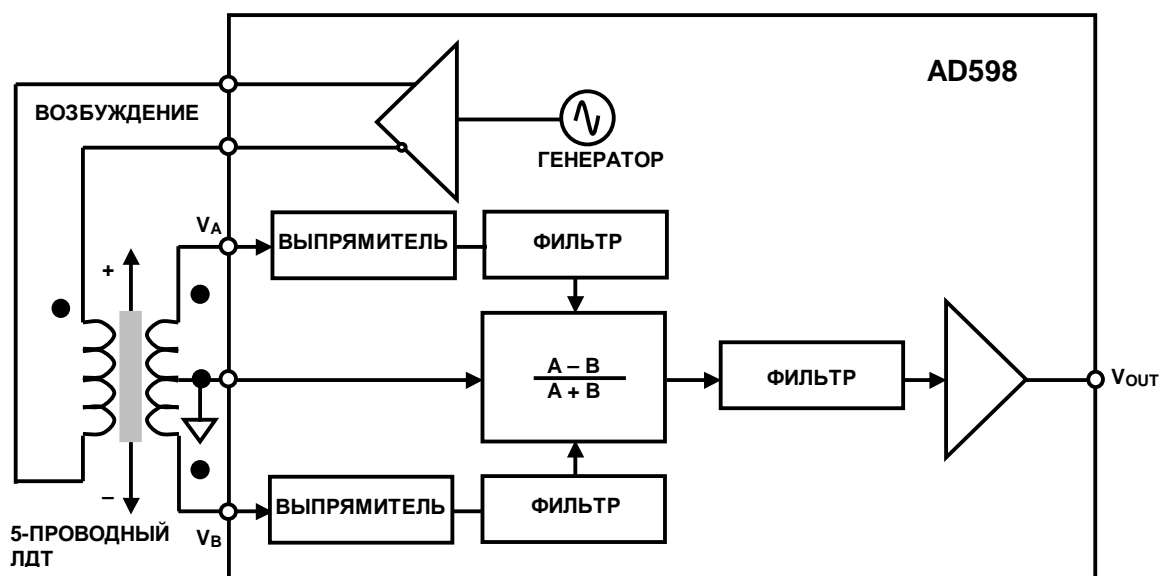 AD598
ВОЗБУЖДЕНИЕ
ГЕНЕРАТОР
VA
ВЫПРЯМИТЕЛЬ
ФИЛЬТР
+
A – B
A + B
ФИЛЬТР
VOUT
–
ВЫПРЯМИТЕЛЬ
ФИЛЬТР
VB
5-ПРОВОДНЫЙ
ЛДТ